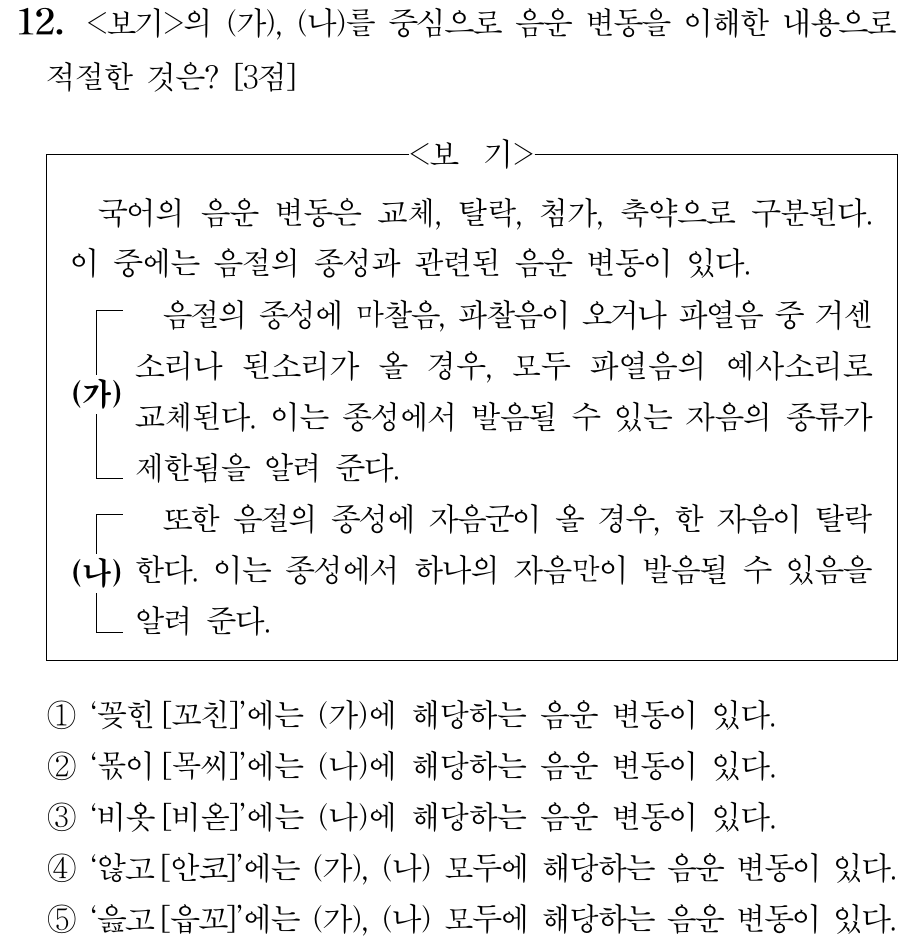 12. <보기>의 (가), (나)를 중심으로 음운 변동을 이해한 내용으로
적절한 것은? [3점]
<보 기>
국어의 음운 변동은 교체, 탈락, 첨가, 축약으로 구분된다.
이 중에는 음절의 종성과 관련된 음운 변동이 있다.
음절의 종성에 마찰음, 파찰음이 오거나 파열음 중 거센
소리나 된소리가 올 경우, 모두 파열음의 예사소리로
(가) 교체된다. 이는 종성에서 발음될 수 있는 자음의 종류가
제한됨을 알려 준다.
또한 음절의 종성에 자음군이 올 경우, 한 자음이 탈락
(나) 한다. 이는 종성에서 하나의 자음만이 발음될 수 있음을
알려 준다.
① ‘꽂힌[꼬친]’에는 (가)에 해당하는 음운 변동이 있다.
② ‘몫이[목씨]’에는 (나)에 해당하는 음운 변동이 있다.
③ ‘비옷[비옫]’에는 (나)에 해당하는 음운 변동이 있다.
④ ‘않고[안코]’에는 (가), (나) 모두에 해당하는 음운 변동이 있다.
⑤ ‘읊고[읍꼬]’에는 (가), (나) 모두에 해당하는 음운 변동이 있다.